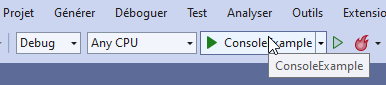 Projet Générer Déboguer Test Analyser Outils Extensio
Debug Any CPU ConsoleExample
ConsoleExample